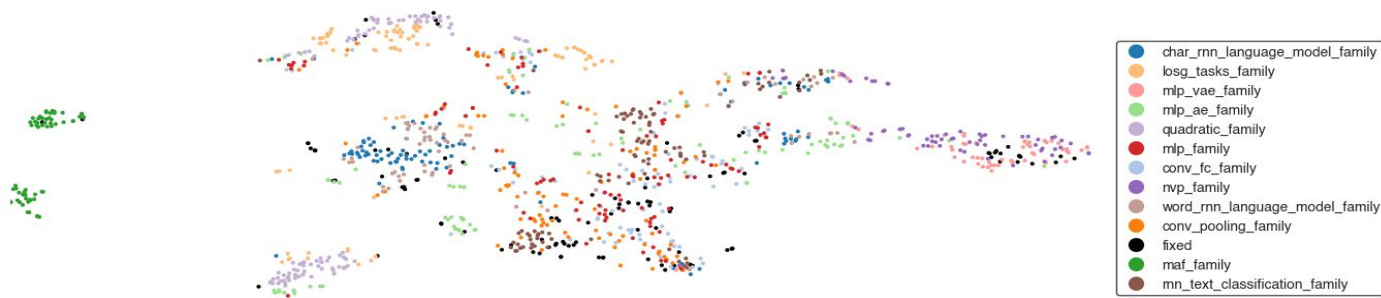 char_rnn_language_model_family
losg_tasks_family
mlp_vae_family
mlp_ae_family
quadratic_family
mlp_family
conv_fc_family
nvp_family
word_rnn_language_model_family
conv_pooling_family
fixed
maf_family
rnn_text_classification_family